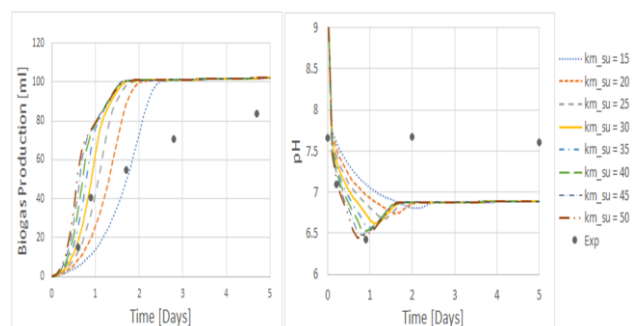 120
100
80
60
40
20
0
Biogas Production [ml]
0 1 2 3 4 5
Time [Days]
9
8.5
8
7.5
7
6.5
6
pH
0 1 2 3 4 5
Time [Days]
km_su = 15
km_su = 20
km_su = 25
km_su = 30
km_su = 35
km_su = 40
km_su = 45
km_su = 50
Exp